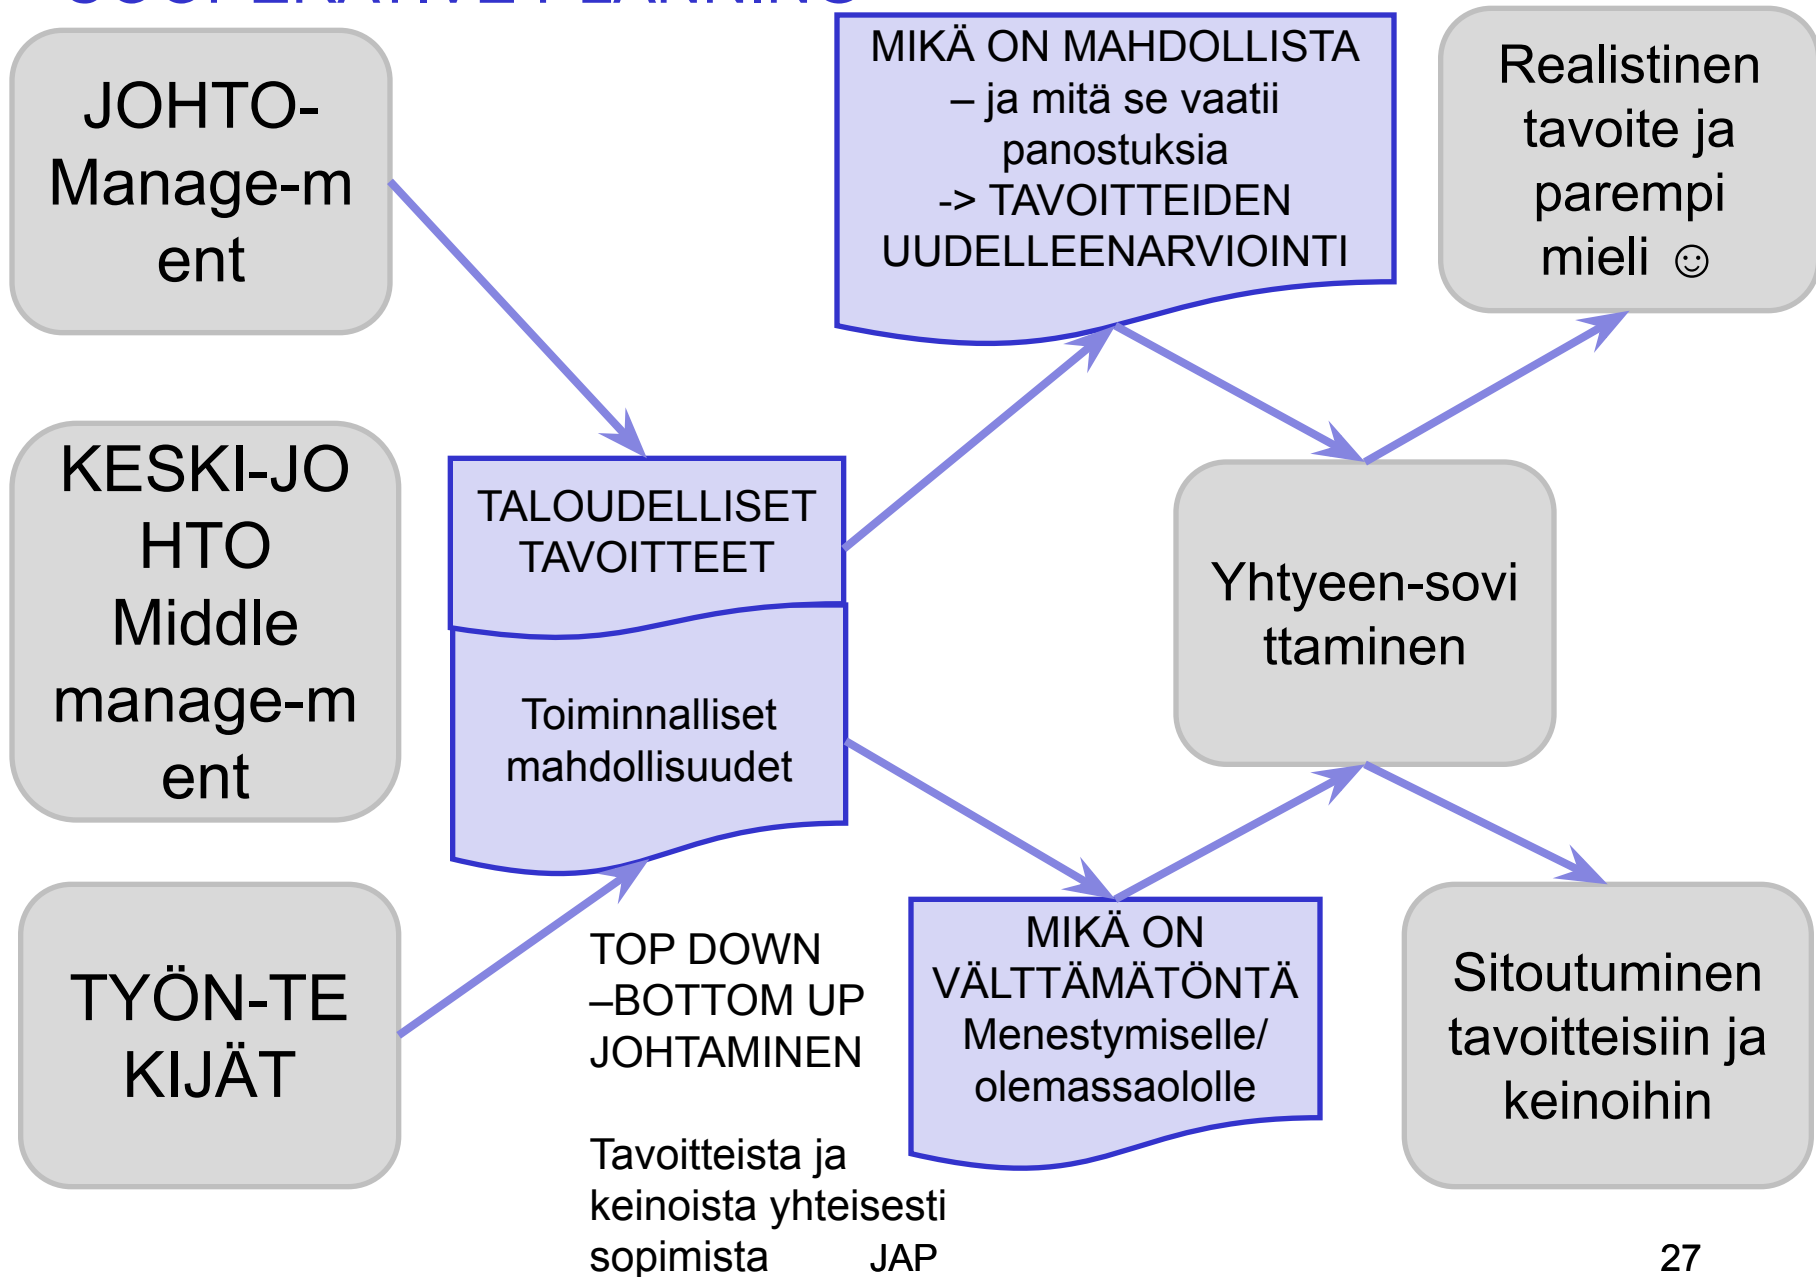 COOPERATIVE PLANNING
JOHTO-
Manage-m
ent
MIKÄ ON MAHDOLLISTA
– ja mitä se vaatii
panostuksia
-> TAVOITTEIDEN
UUDELLEENARVIOINTI
Realistinen
tavoite ja
parempi
mieli ☺
KESKI-JO
HTO
Middle
manage-m
ent
TALOUDELLISET
TAVOITTEET
Toiminnalliset
mahdollisuudet
Yhtyeen-sovi
ttaminen
TYÖN-TE
KIJÄT
TOP DOWN
–BOTTOM UP
JOHTAMINEN
Tavoitteista ja
keinoista yhteisesti
sopimista
MIKÄ ON
VÄLTTÄMÄTÖNTÄ
Menestymiselle/
olemassaololle
Sitoutuminen
tavoitteisiin ja
keinoihin
JAP
27